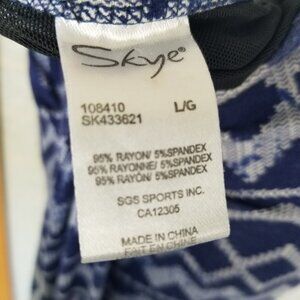 Skye
108410 L/G
SK433621
95% RAYON/ 5%SPANDEX
95% RAYONNE/ 5%SPANDEX
95% RAYON/ 5%SPANDEX
SGS SPORTS INC.
CA12305
MADE IN CHINA
FAIT EN CHINE